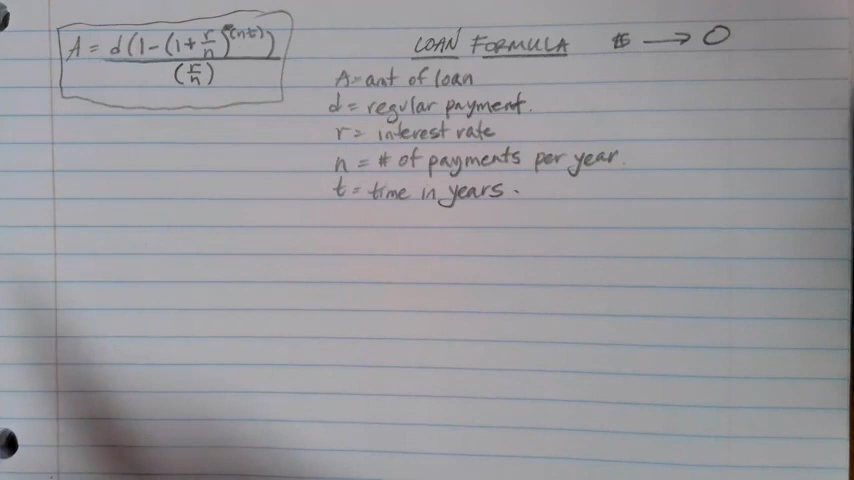 A = d(1-(1+r/n)^-(nt)) / (r/n)
LOAN FORMULA $ → 0
A = amt of loan
d = regular payment.
r = interest rate
n = # of payments per year.
t = time in years.